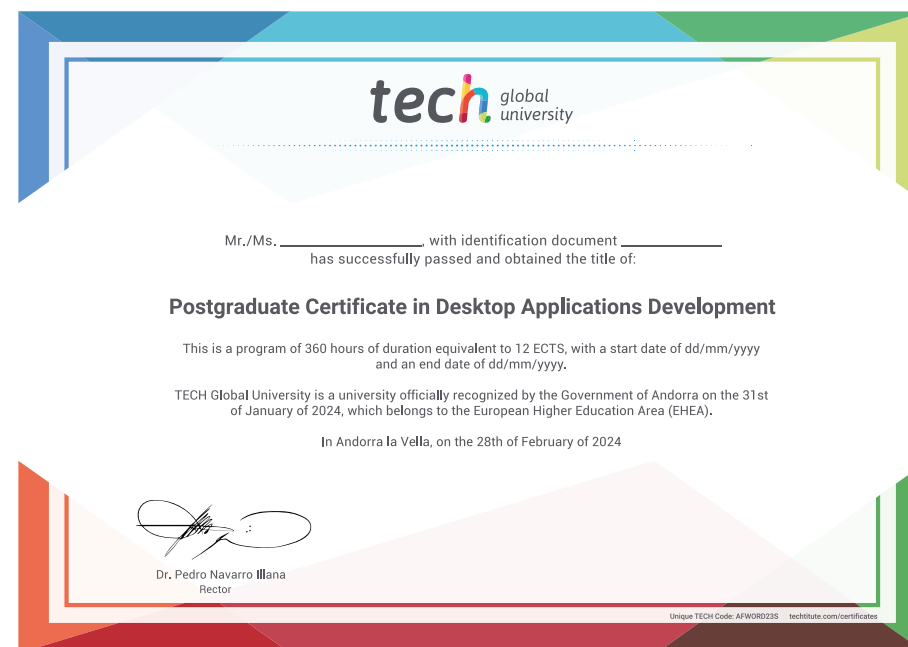 tech global
university
Mr./Ms. ____________, with identification document ____________
has successfully passed and obtained the title of:
Postgraduate Certificate in Desktop Applications Development
This is a program of 360 hours of duration equivalent to 12 ECTS, with a start date of dd/mm/yyyy
and an end date of dd/mm/yyyy.
TECH Global University is a university officially recognized by the Government of Andorra on the 31st
of January of 2024, which belongs to the European Higher Education Area (EHEA).
In Andorra la Vella, on the 28th of February of 2024
Dr. Pedro Navarro Illana
Rector
Unique TECH Code: AFWORD23S techtitute.com/certificates